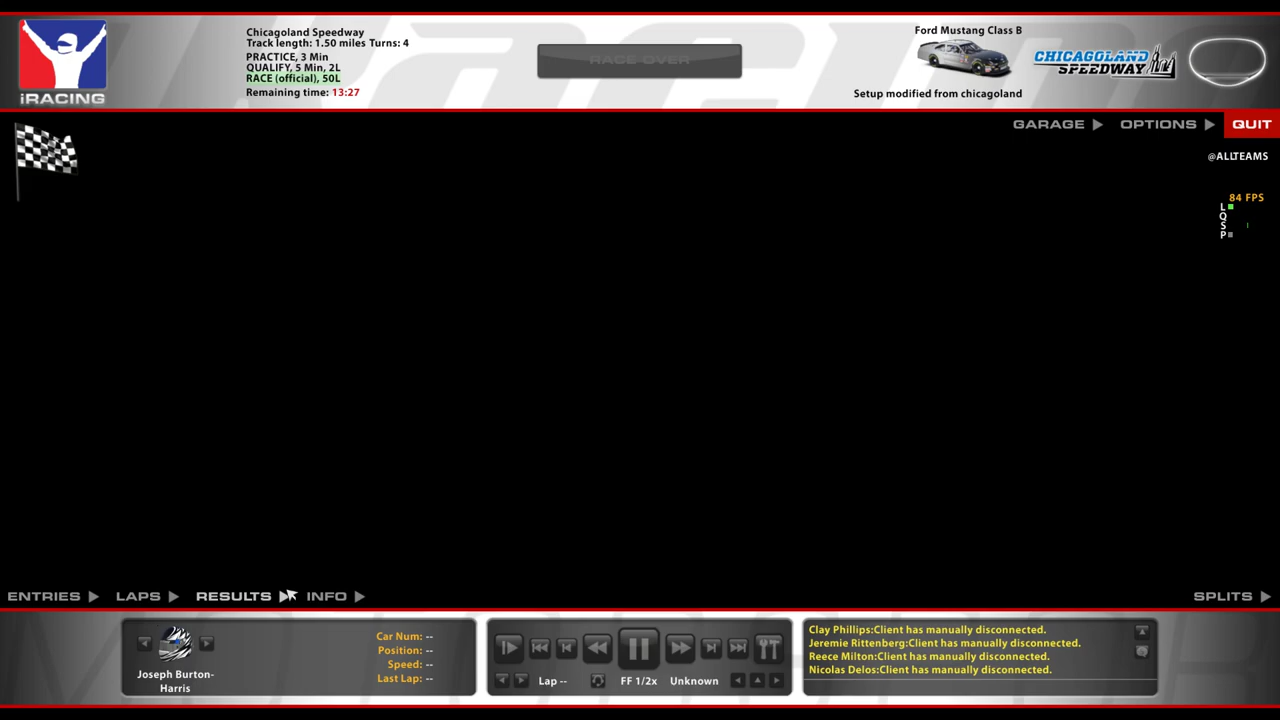 iRACING
Chicagoland Speedway
Track length: 1.50 miles Turns: 4
PRACTICE, 3 Min
QUALIFY, 5 Min, 2L
RACE (official), 50L
Remaining time: 13:27
RACE OVER
Ford Mustang Class B
CHICAGOLAND
SPEEDWAY
Setup modified from chicagoland
GARAGE
OPTIONS
QUIT
@ALLTEAMS
84 FPS
L
Q
S
P
ENTRIES
LAPS
RESULTS
INFO
SPLITS
Joseph Burton-
Harris
Car Num: --
Position: --
Speed: --
Last Lap: --
Lap --
FF 1/2x
Unknown
Clay Phillips:Client has manually disconnected.
Jeremie Rittenberg:Client has manually disconnected.
Reece Milton:Client has manually disconnected.
Nicolas Delos:Client has manually disconnected.